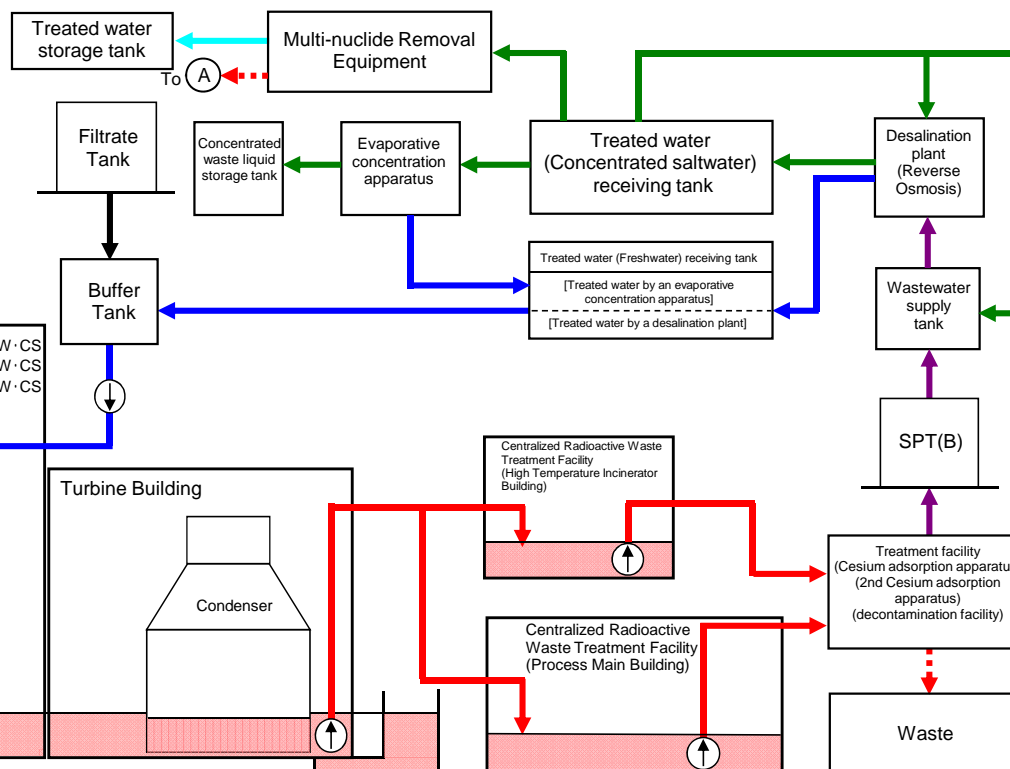 Treated water
storage tank
Multi-nuclide Removal
Equipment
To
A
Filtrate
Tank
Concentrated
waste liquid
storage tank
Evaporative
concentration
apparatus
Treated water
(Concentrated saltwater)
receiving tank
Desalination
plant
(Reverse
Osmosis)
Treated water (Freshwater) receiving tank
[Treated water by an evaporative
concentration apparatus]
[Treated water by a desalination plant]
Buffer
Tank
Wastewater
supply
tank
W·CS
W·CS
W·CS
SPT(B)
Centralized Radioactive Waste
Treatment Facility
(High Temperature Incinerator
Building)
Turbine Building
Condenser
Treatment facility
(Cesium adsorption apparatu
(2nd Cesium adsorption
apparatus)
(decontamination facility)
Centralized Radioactive
Waste Treatment Facility
(Process Main Building)
Waste